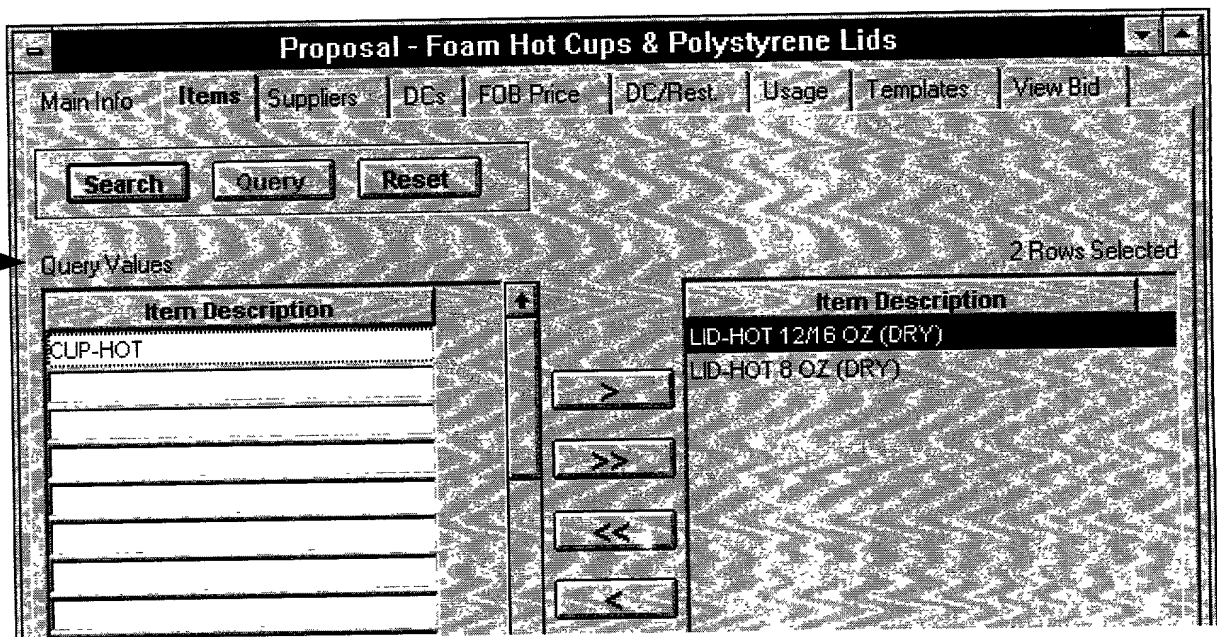 Proposal - Foam Hot Cups & Polystyrene Lids
Main Info Items Suppliers DCs FOB Price DC/Rest. Usage Templates View Bid
Search Query Reset
Query Values
2 Rows Selected
Item Description
CUP-HOT
>
>>
<<
<
Item Description
LID-HOT 12/16 OZ (DRY)
LID-HOT 8 OZ (DRY)